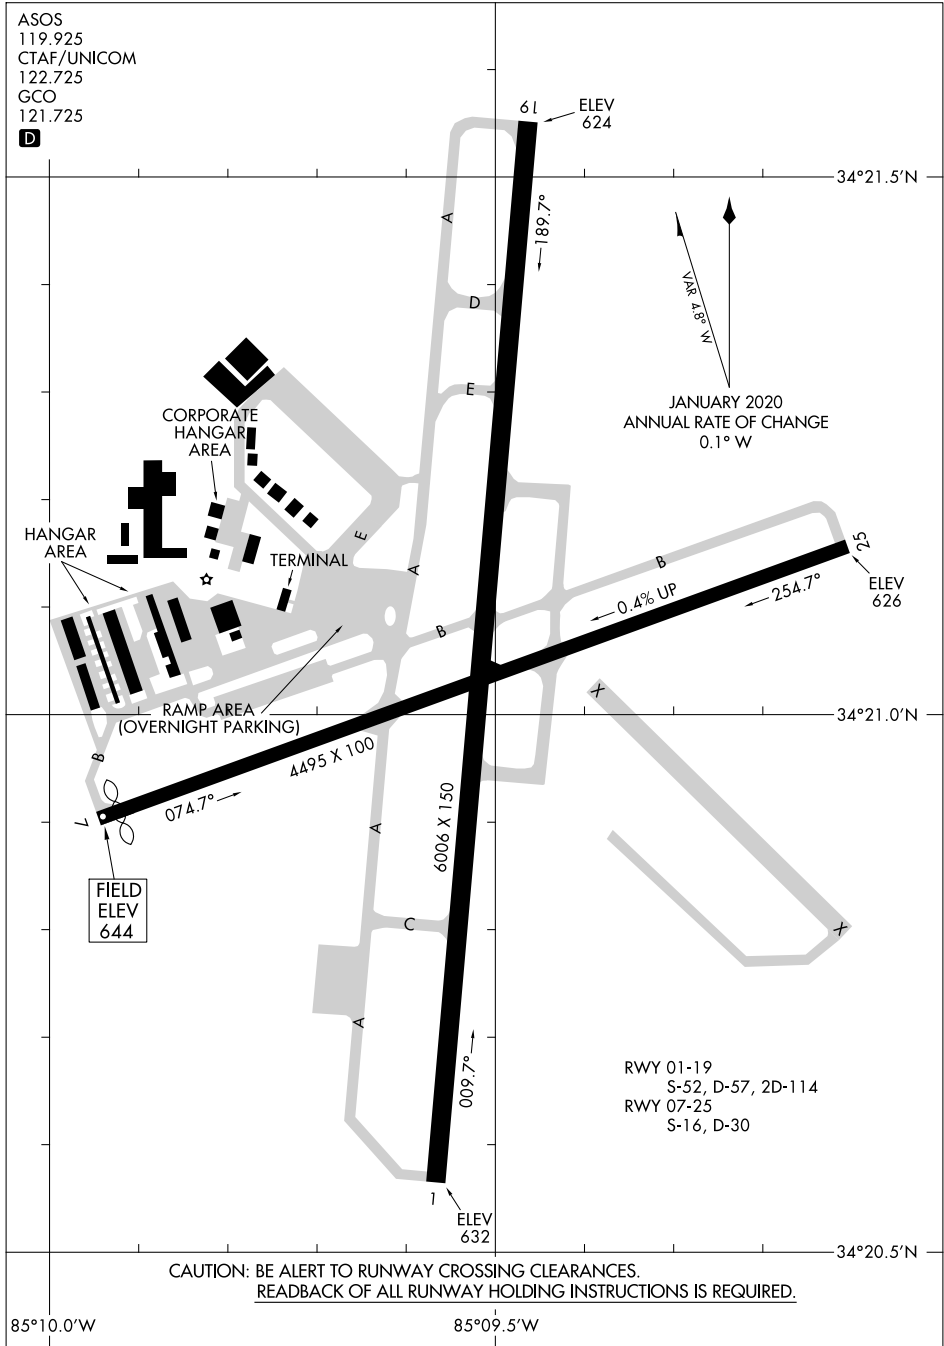 ASOS
119.925
CTAF/UNICOM
122.725
GCO
121.725
D
19
ELEV
624
34°21.5'N
A
189.7°
VAR 4.8° W
D
E
JANUARY 2020
ANNUAL RATE OF CHANGE
0.1° W
CORPORATE
HANGAR
AREA
HANGAR
AREA
TERMINAL
E
A
B
25
ELEV
626
0.4% UP
254.7°
B
RAMP AREA
(OVERNIGHT PARKING)
X
34°21.0'N
B
4495 X 100
074.7°
7
A
6006 X 150
FIELD
ELEV
644
C
X
A
009.7°
RWY 01-19
S-52, D-57, 2D-114
RWY 07-25
S-16, D-30
1
ELEV
632
34°20.5'N
CAUTION: BE ALERT TO RUNWAY CROSSING CLEARANCES.
READBACK OF ALL RUNWAY HOLDING INSTRUCTIONS IS REQUIRED.
85°10.0'W
85°09.5'W